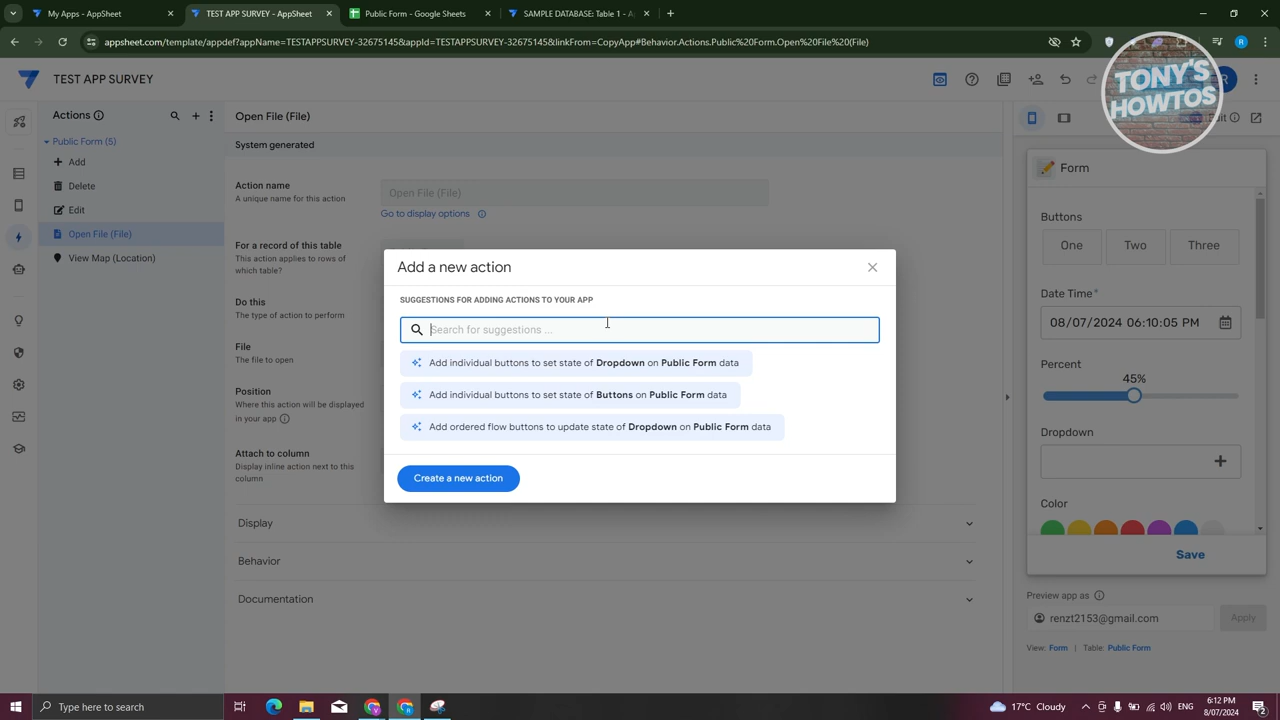 My Apps - AppSheet
TEST APP SURVEY - AppSheet
Public Form - Google Sheets
SAMPLE DATABASE: Table 1 - A
appsheet.com/template/appdef?appName=TESTAPPSURVEY-32675145&appId=TESTAPPSURVEY-32675145&linkFrom=CopyApp#Behavior.Actions.Public%20Form.Open%20File%20(File)
TEST APP SURVEY
TONY'S
HOWTOS
Actions
Public Form (5)
Add
Delete
Edit
Open File (File)
View Map (Location)
Open File (File)
System generated
Action name
A unique name for this action
Open File (File)
Go to display options
For a record of this table
This action applies to rows of
which table?
Do this
The type of action to perform
File
The file to open
Position
Where this action will be displayed
in your app
Attach to column
Display inline action next to this
column
Display
Behavior
Documentation
Add a new action
SUGGESTIONS FOR ADDING ACTIONS TO YOUR APP
Search for suggestions ...
Add individual buttons to set state of Dropdown on Public Form data
Add individual buttons to set state of Buttons on Public Form data
Add ordered flow buttons to update state of Dropdown on Public Form data
Create a new action
Form
Buttons
One Two Three
Date Time*
08/07/2024 06:10:05 PM
Percent
45%
Dropdown
Color
Save
Preview app as
renzt2153@gmail.com
Apply
View: Form | Table: Public Form
Type here to search
17°C Cloudy
6:12 PM
8/07/2024